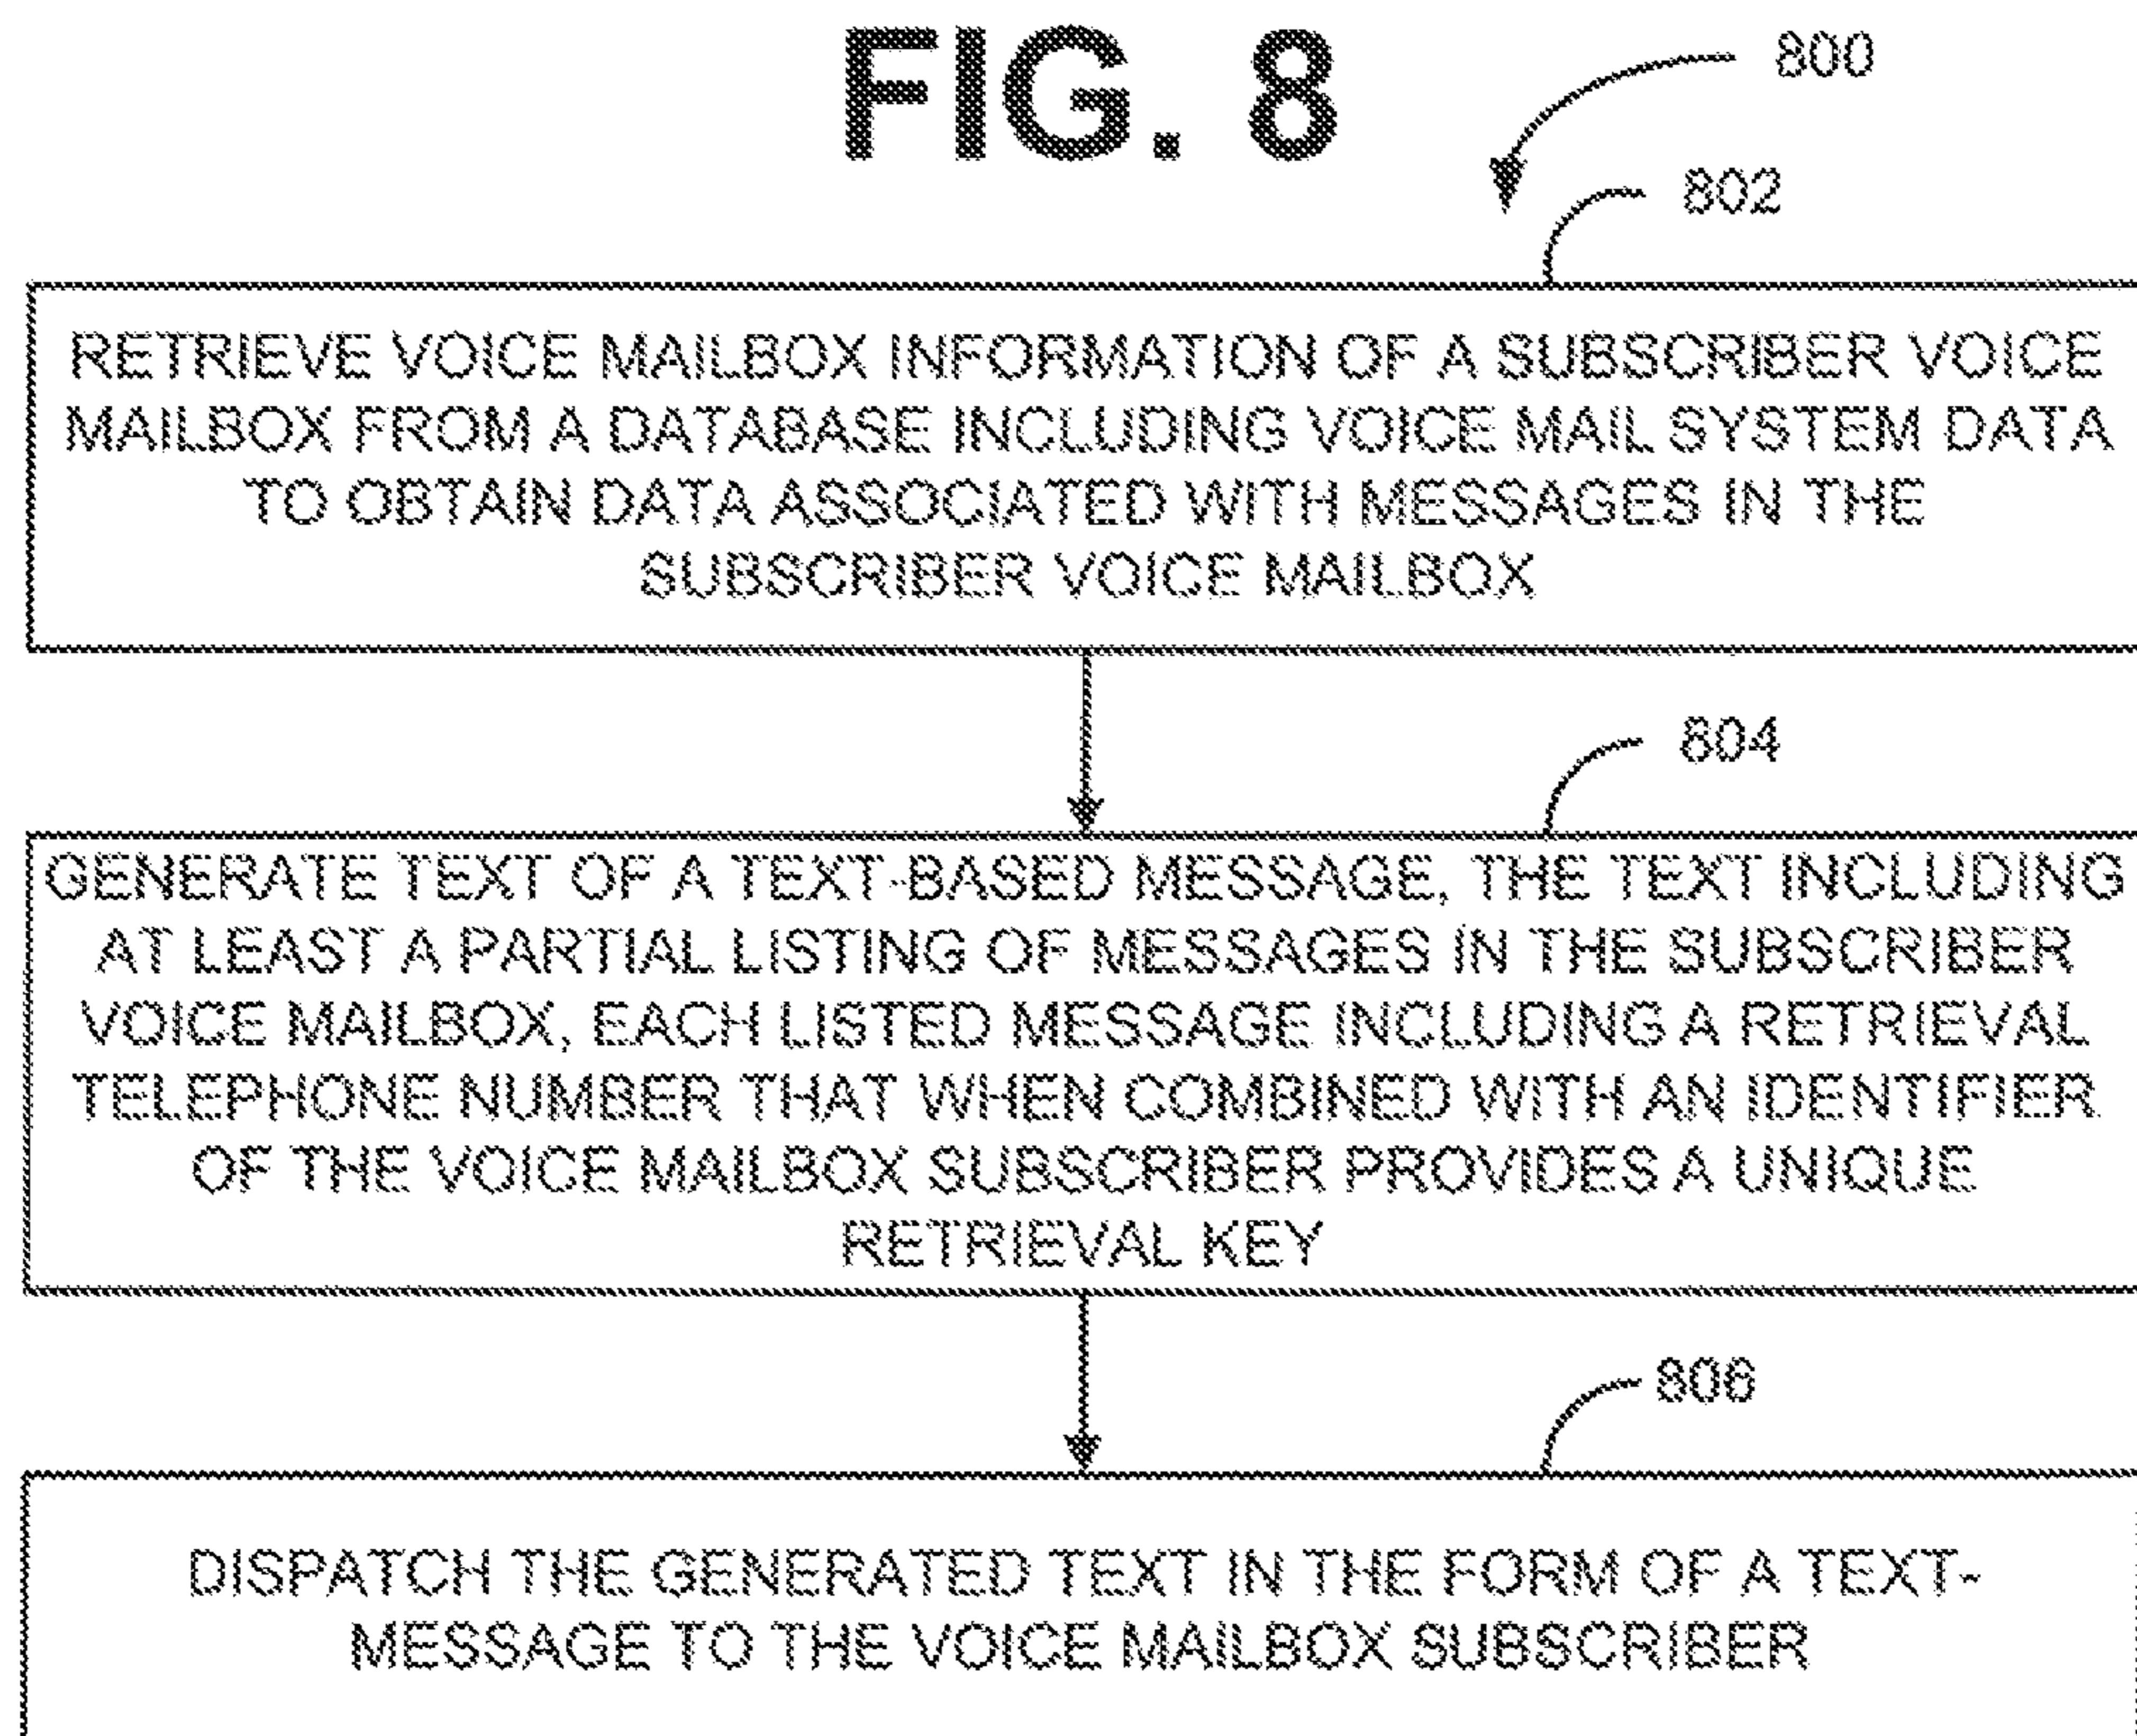 FIG. 8
800
802
RETRIEVE VOICE MAILBOX INFORMATION OF A SUBSCRIBER VOICE
MAILBOX FROM A DATABASE INCLUDING VOICE MAIL SYSTEM DATA
TO OBTAIN DATA ASSOCIATED WITH MESSAGES IN THE
SUBSCRIBER VOICE MAILBOX
804
GENERATE TEXT OF A TEXT-BASED MESSAGE, THE TEXT INCLUDING
AT LEAST A PARTIAL LISTING OF MESSAGES IN THE SUBSCRIBER
VOICE MAILBOX, EACH LISTED MESSAGE INCLUDING A RETRIEVAL
TELEPHONE NUMBER THAT WHEN COMBINED WITH AN IDENTIFIER
OF THE VOICE MAILBOX SUBSCRIBER PROVIDES A UNIQUE
RETRIEVAL KEY
806
DISPATCH THE GENERATED TEXT IN THE FORM OF A TEXT-
MESSAGE TO THE VOICE MAILBOX SUBSCRIBER